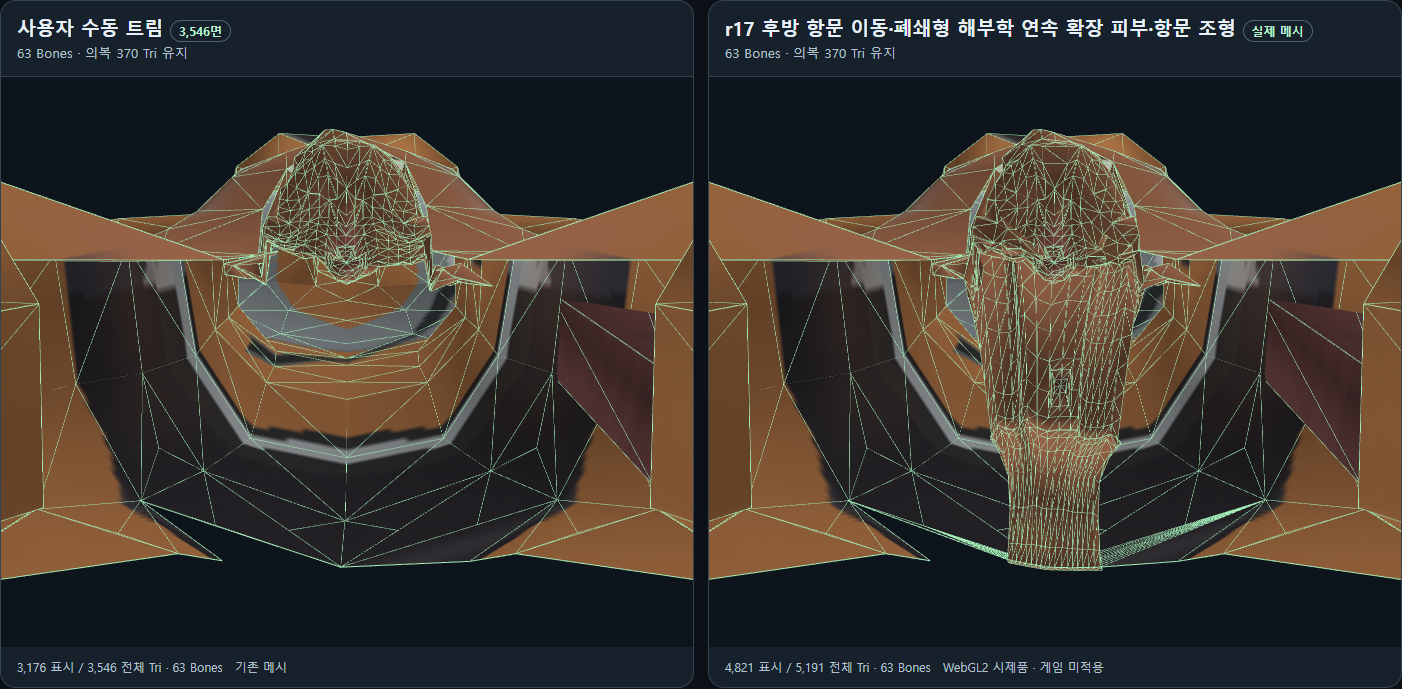 사용자 수동 트림 3,546면
63 Bones · 의복 370 Tri 유지
3,176 표시 / 3,546 전체 Tri · 63 Bones 기존 메시
r17 후방 항문 이동·폐쇄형 해부학 연속 확장 피부·항문 조형 실제 메시
63 Bones · 의복 370 Tri 유지
4,821 표시 / 5,191 전체 Tri · 63 Bones WebGL2 시제품 · 게임 미적용